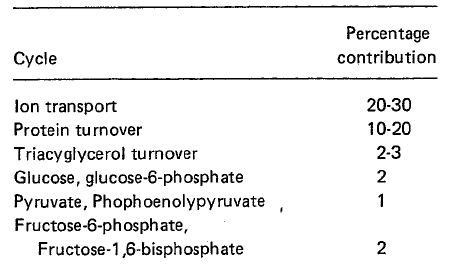 Percentage
Cycle contribution
Ion transport 20-30
Protein turnover 10-20
Triacyglycerol turnover 2-3
Glucose, glucose-6-phosphate 2
Pyruvate, Phophoenolypyruvate , 1
Fructose-6-phosphate,
Fructose-1,6-bisphosphate 2